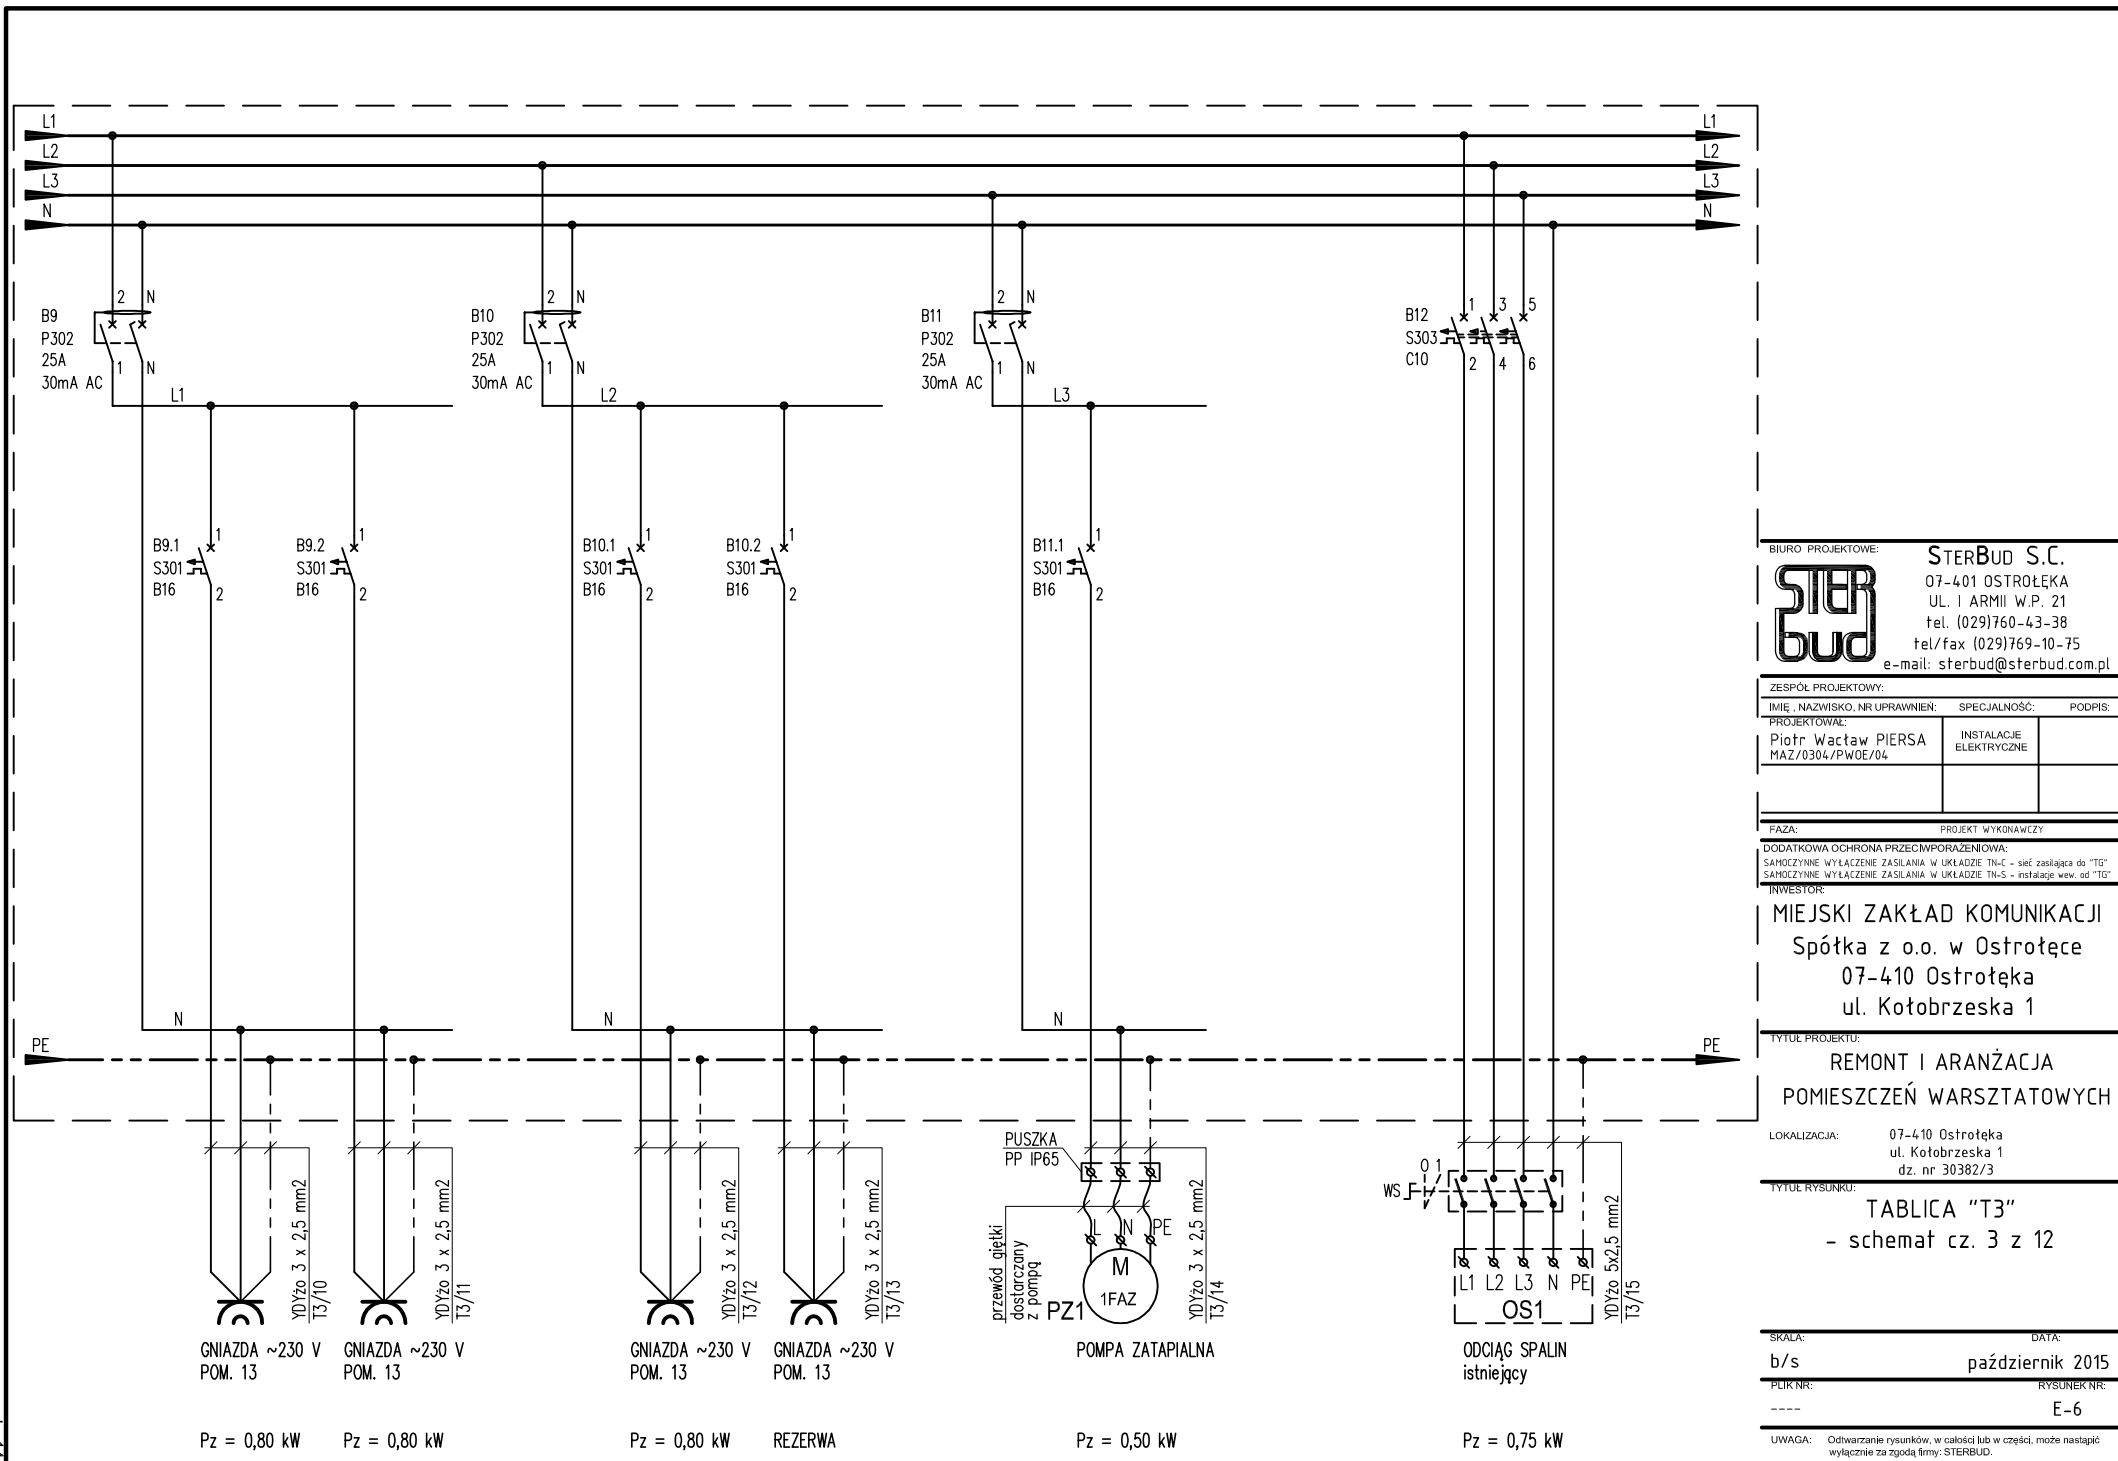 L1
L2
L3
N
L1
L2
L3
N
2 N
B9
P302
25A
30mA AC
1 N
L1
2 N
B10
P302
25A
30mA AC
1 N
L2
2 N
B11
P302
25A
30mA AC
1 N
L3
1 3 5
B12
S303
C10
2 4 6
1
B9.1
S301
B16
2
1
B9.2
S301
B16
2
1
B10.1
S301
B16
2
1
B10.2
S301
B16
2
1
B11.1
S301
B16
2
N
N
N
PE
PE
YDYżo 3 x 2,5 mm2
T3/10
YDYżo 3 x 2,5 mm2
T3/11
YDYżo 3 x 2,5 mm2
T3/12
YDYżo 3 x 2,5 mm2
T3/13
PUSZKA
PP IP65
przewód giętki
dostarczany
z pompą
L N PE
M
1FAZ
PZ1
YDYżo 3 x 2,5 mm2
T3/14
0 1
WS
L1 L2 L3 N PE
OS1
YDYżo 5x2,5 mm2
T3/15
GNIAZDA ~230 V
POM. 13
GNIAZDA ~230 V
POM. 13
GNIAZDA ~230 V
POM. 13
GNIAZDA ~230 V
POM. 13
POMPA ZATAPIALNA
ODCIĄG SPALIN
istniejący
Pz = 0,80 kW
Pz = 0,80 kW
Pz = 0,80 kW
REZERWA
Pz = 0,50 kW
Pz = 0,75 kW
BIURO PROJEKTOWE:
STER
bud
STERBUD S.C.
07-401 OSTROŁĘKA
UL. I ARMII W.P. 21
tel. (029)760-43-38
tel/fax (029)769-10-75
e-mail: sterbud@sterbud.com.pl
ZESPÓŁ PROJEKTOWY:
IMIĘ , NAZWISKO, NR UPRAWNIEŃ: SPECJALNOŚĆ: PODPIS:
PROJEKTOWAŁ:
Piotr Wacław PIERSA
MAZ/0304/PWOE/04
INSTALACJE
ELEKTRYCZNE
FAZA: PROJEKT WYKONAWCZY
DODATKOWA OCHRONA PRZECIWPORAŻENIOWA:
SAMOCZYNNE WYŁĄCZENIE ZASILANIA W UKŁADZIE TN-C - sieć zasilająca do "TG"
SAMOCZYNNE WYŁĄCZENIE ZASILANIA W UKŁADZIE TN-S - instalacje wew. od "TG"
INWESTOR:
MIEJSKI ZAKŁAD KOMUNIKACJI
Spółka z o.o. w Ostrołęce
07-410 Ostrołęka
ul. Kołobrzeska 1
TYTUŁ PROJEKTU:
REMONT I ARANŻACJA
POMIESZCZEŃ WARSZTATOWYCH
LOKALIZACJA: 07-410 Ostrołęka
ul. Kołobrzeska 1
dz. nr 30382/3
TYTUŁ RYSUNKU:
TABLICA "T3"
- schemat cz. 3 z 12
SKALA: DATA:
b/s październik 2015
PLIK NR: RYSUNEK NR:
---- E-6
UWAGA: Odtwarzanie rysunków, w całości lub w części, może nastąpić
wyłącznie za zgodą firmy: STERBUD.